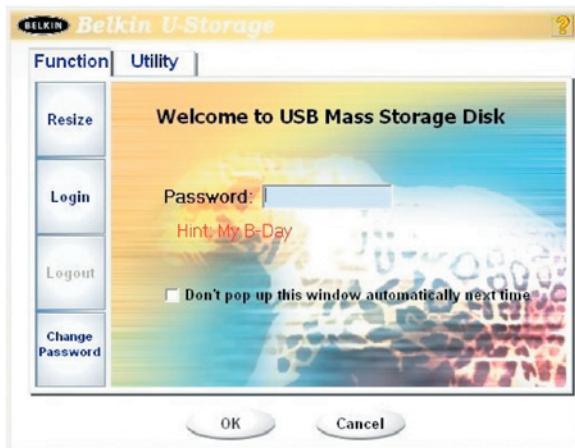 BELKIN Belkin U-Storage ?
Function Utility
Resize
Login
Logout
Change
Password
Welcome to USB Mass Storage Disk
Password:
Hint: My B-Day
Don't pop up this window automatically next time
OK Cancel